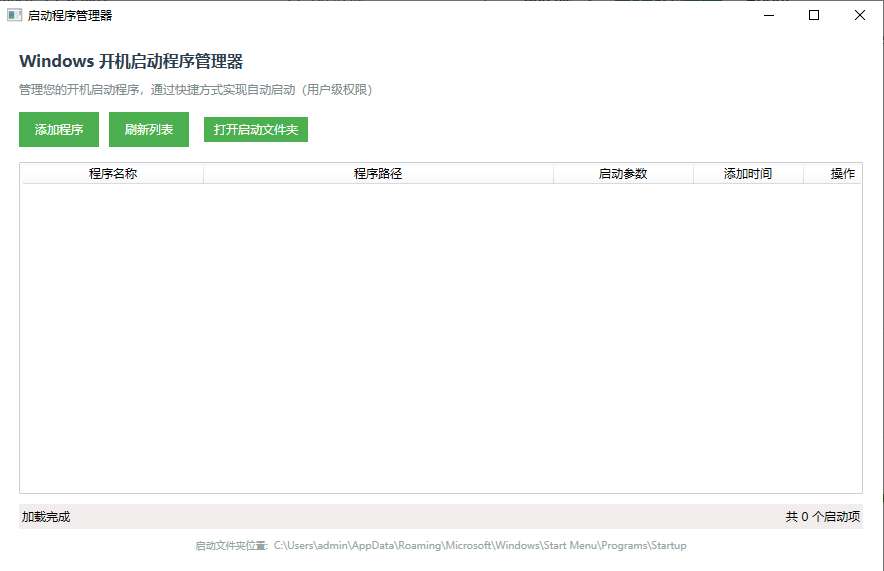 启动程序管理器
Windows 开机启动程序管理器
管理您的开机启动程序，通过快捷方式实现自动启动（用户级权限）
添加程序 刷新列表 打开启动文件夹
程序名称 程序路径 启动参数 添加时间 操作
加载完成 共 0 个启动项
启动文件夹位置: C:\Users\admin\AppData\Roaming\Microsoft\Windows\Start Menu\Programs\Startup